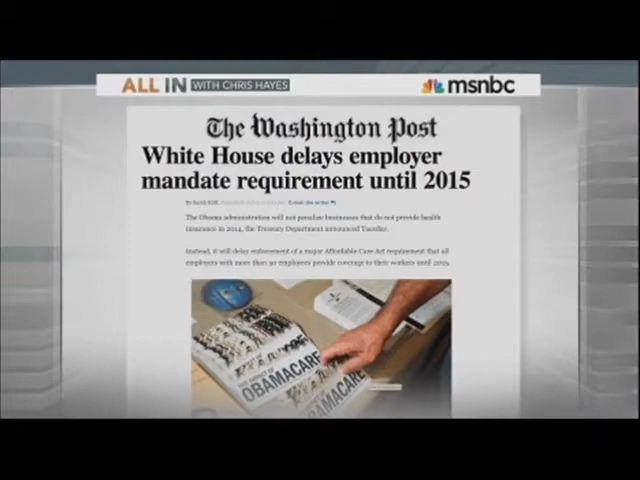 ALL IN WITH CHRIS HAYES
msnbc
The Washington Post
White House delays employer
mandate requirement until 2015
The Obama administration will not penalize businesses that do not provide health
insurance in 2014, the Treasury Department announced Tuesday.
Instead, it will delay enforcement of a major Affordable Care Act requirement that all
employers with more than 50 employees provide coverage to their workers until 2015.
OBAMACARE
OBAMACARE